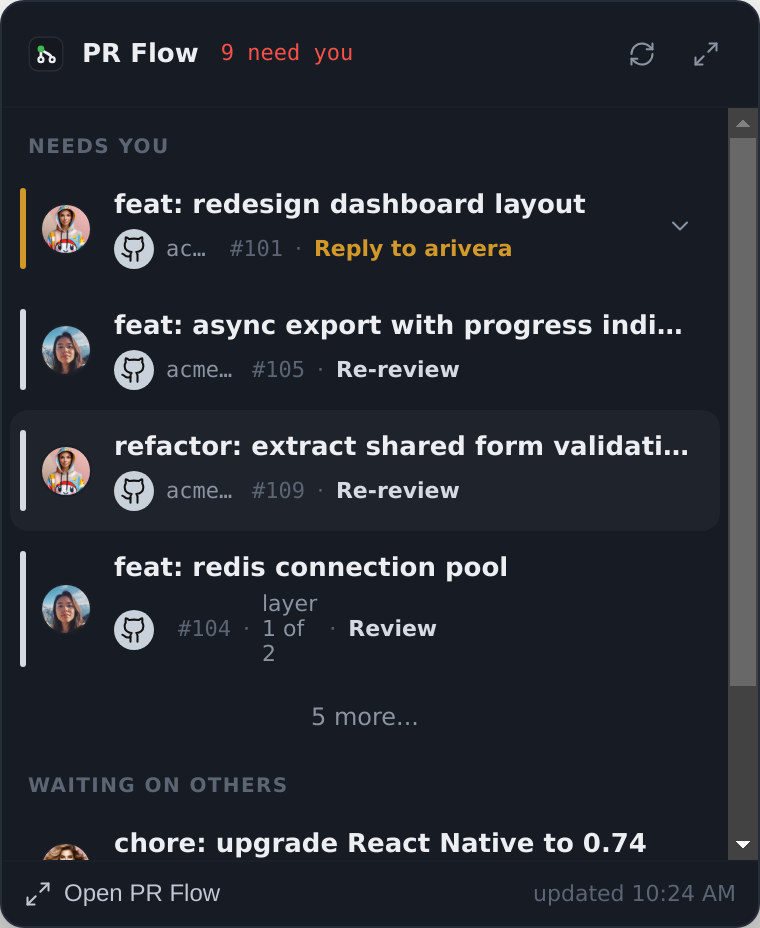 PR Flow 9 need you
NEEDS YOU
feat: redesign dashboard layout
ac… #101 · Reply to arivera
feat: async export with progress indi…
acme… #105 · Re-review
refactor: extract shared form validati…
acme… #109 · Re-review
feat: redis connection pool
#104 · layer 1 of 2 · Review
5 more…
WAITING ON OTHERS
chore: upgrade React Native to 0.74
Open PR Flow updated 10:24 AM